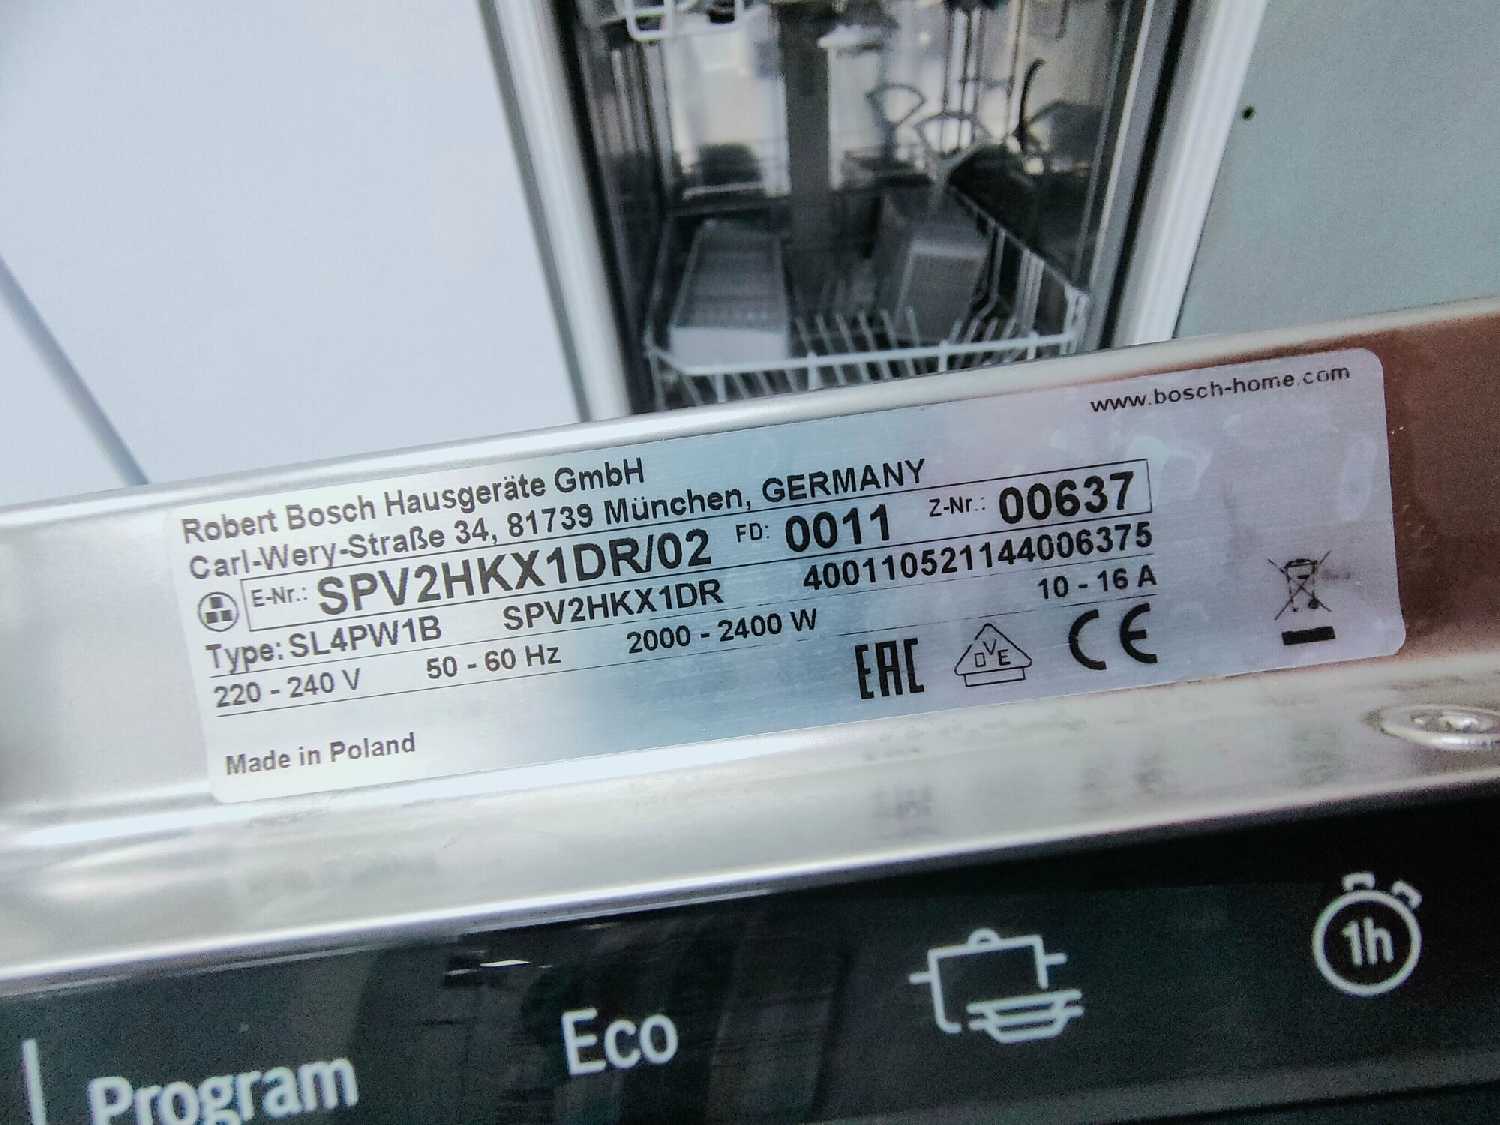 www.bosch-home.com
Robert Bosch Hausgeräte GmbH
Carl-Wery-Straße 34, 81739 München, GERMANY
E-Nr.: SPV2HKX1DR/02 FD: 0011 Z-Nr.: 00637
Type: SL4PW1B SPV2HKX1DR 400110521144006375
220 - 240 V 50 - 60 Hz 2000 - 2400 W 10 - 16 A
EAC DVE CE
Made in Poland
Program Eco 1h